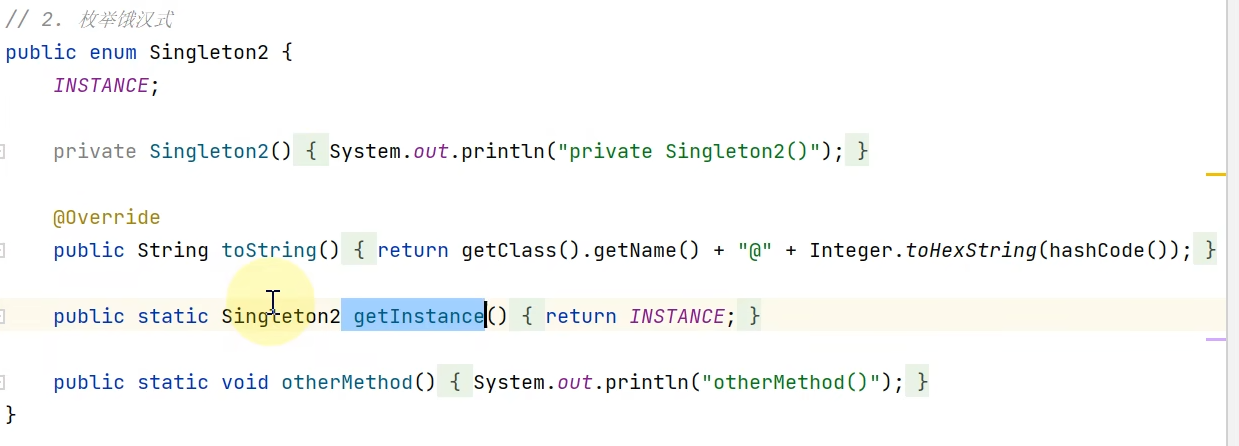 // 2. 枚举饿汉式
public enum Singleton2 {
INSTANCE;
private Singleton2() { System.out.println("private Singleton2()"); }
@Override
public String toString() { return getClass().getName() + "@" + Integer.toHexString(hashCode()); }
public static Singleton2 getInstance() { return INSTANCE; }
public static void otherMethod() { System.out.println("otherMethod()"); }
}